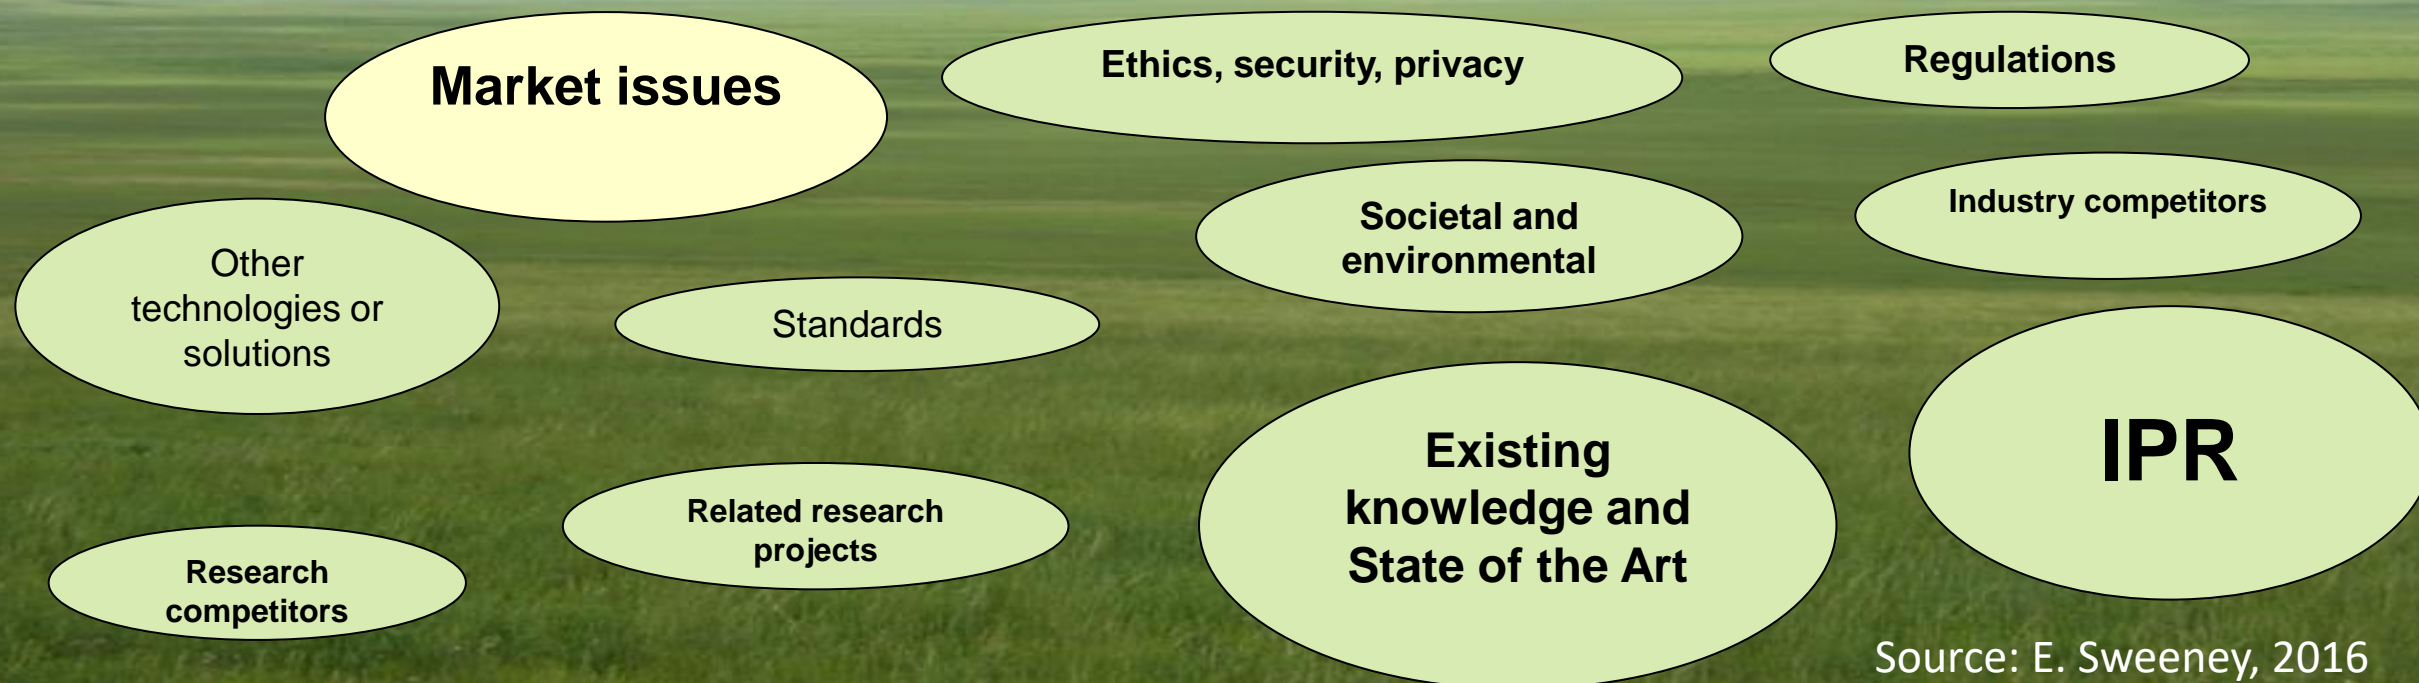 Market issues
Ethics, security, privacy
Regulations
Other
technologies or
solutions
Standards
Societal and
environmental
Industry competitors
Research
competitors
Related research
projects
Existing
knowledge and
State of the Art
IPR
Source: E. Sweeney, 2016